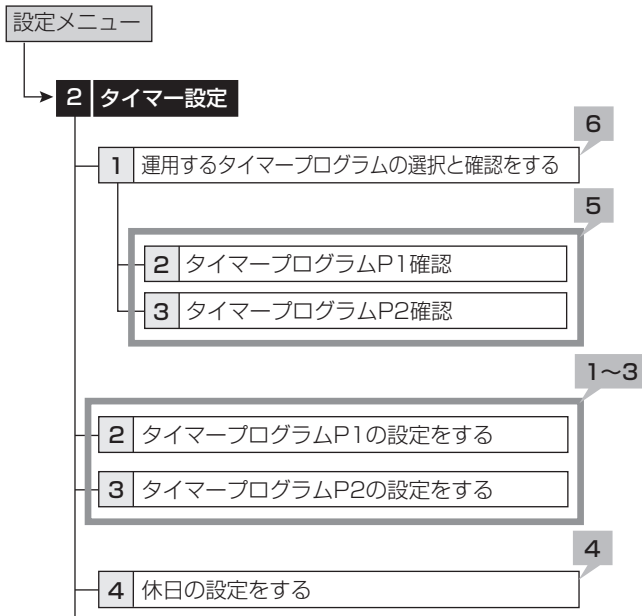 設定メニュー
2 タイマー設定
6
1 運用するタイマープログラムの選択と確認をする
5
2 タイマープログラムP1確認
3 タイマープログラムP2確認
1～3
2 タイマープログラムP1の設定をする
3 タイマープログラムP2の設定をする
4
4 休日の設定をする